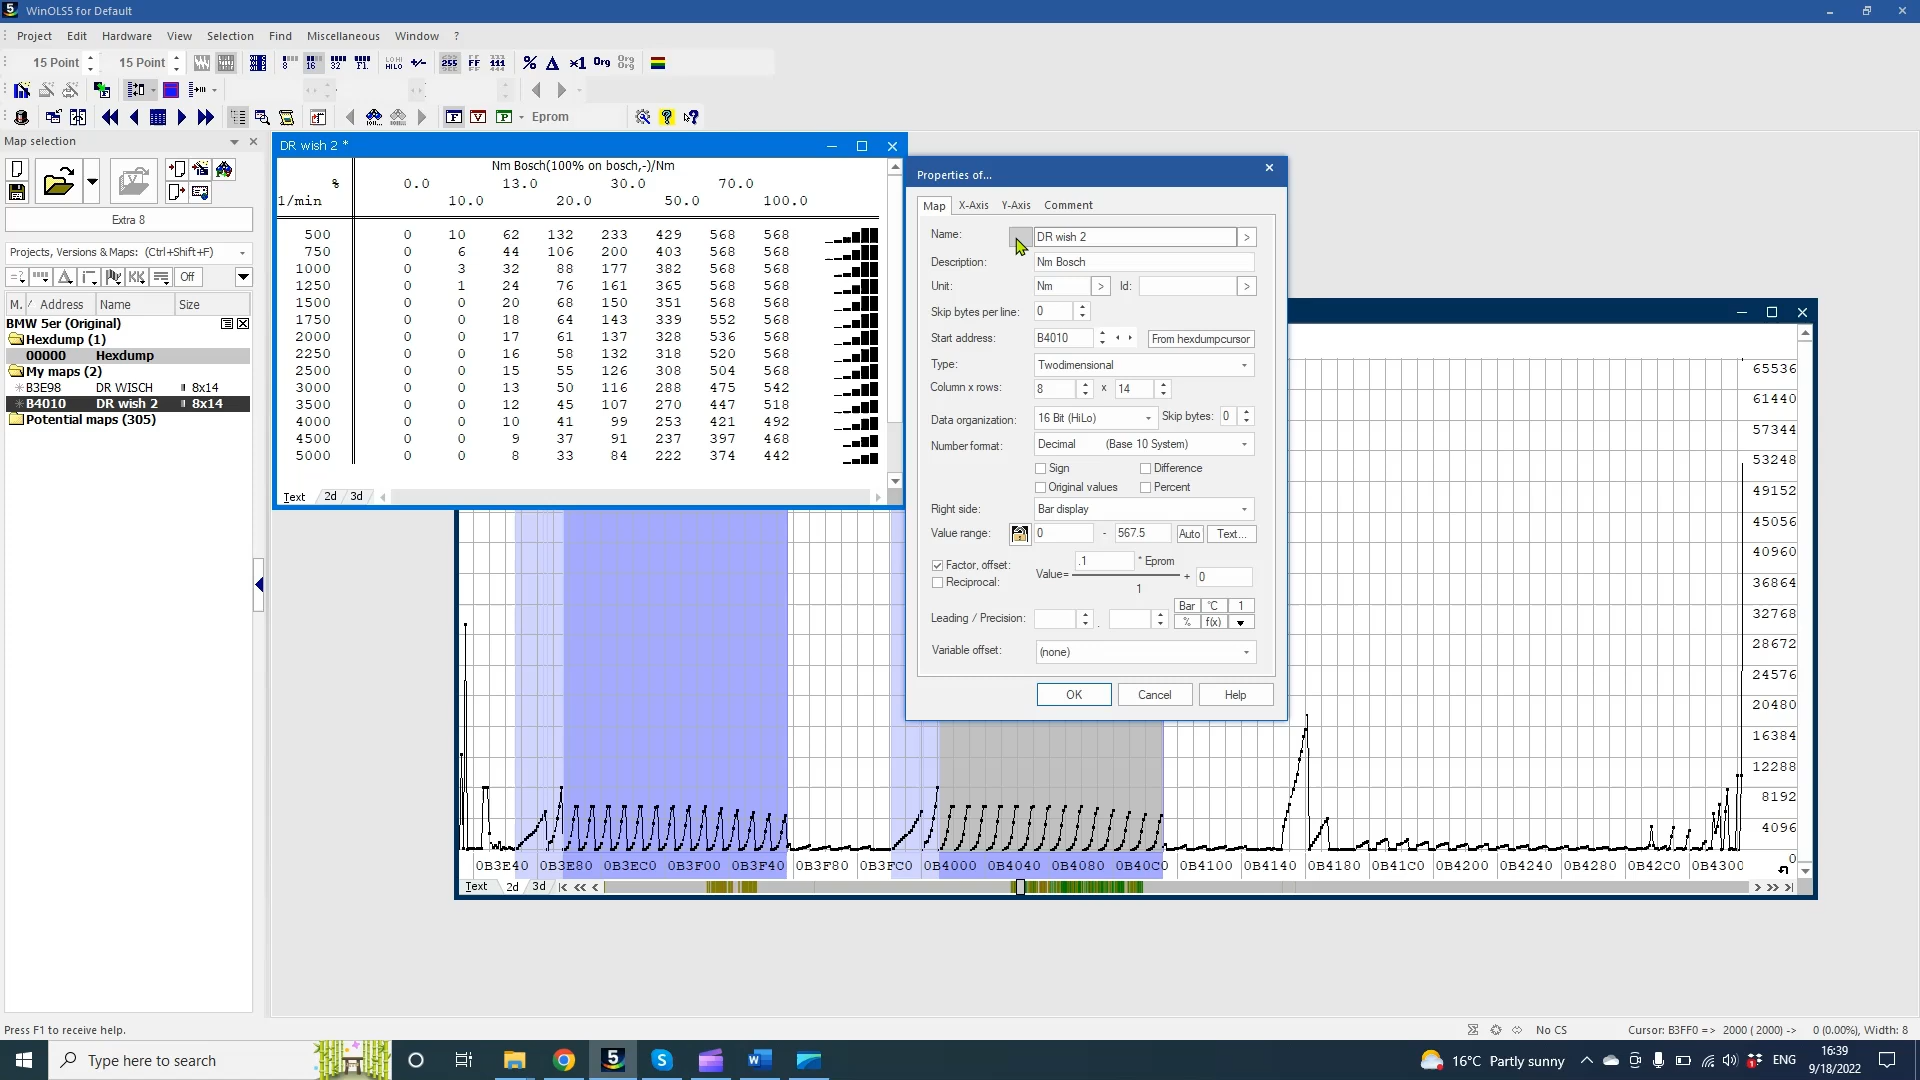 WinOLS5 for Default
Project Edit Hardware View Selection Find Miscellaneous Window ?
15 Point 15 Point
Eprom
Map selection
Extra 8
Projects, Versions & Maps: (Ctrl+Shift+F)
Off
M. / Address Name Size
BMW 5er (Original)
Hexdump (1)
00000 Hexdump
My maps (2)
B3E98 DR WISCH 8x14
B4010 DR wish 2 8x14
Potential maps (305)
DR wish 2 *
Nm Bosch(100% on bosch,-)/Nm
% 0.0 13.0 30.0 70.0
1/min 10.0 20.0 50.0 100.0
500 0 10 62 132 233 429 568 568
750 0 6 44 106 200 403 568 568
1000 0 3 32 88 177 382 568 568
1250 0 1 24 76 161 365 568 568
1500 0 0 20 68 150 351 568 568
1750 0 0 18 64 143 339 552 568
2000 0 0 17 61 137 328 536 568
2250 0 0 16 58 132 318 520 568
2500 0 0 15 55 126 308 504 568
3000 0 0 13 50 116 288 475 542
3500 0 0 12 45 107 270 447 518
4000 0 0 10 41 99 253 421 492
4500 0 0 9 37 91 237 397 468
5000 0 0 8 33 84 222 374 442
Text 2d 3d
Properties of...
Map X-Axis Y-Axis Comment
Name: DR wish 2 >
Description: Nm Bosch
Unit: Nm > Id: >
Skip bytes per line: 0
Start address: B4010 From hexdumpcursor
Type: Twodimensional
Column x rows: 8 x 14
Data organization: 16 Bit (HiLo) Skip bytes: 0
Number format: Decimal (Base 10 System)
Sign Difference
Original values Percent
Right side: Bar display
Value range: 0 - 567.5 Auto Text...
Factor, offset: .1 * Eprom
Reciprocal: Value= + 0
1
Bar °C 1
Leading / Precision: . % f(x)
Variable offset: (none)
OK Cancel Help
65536
61440
57344
53248
49152
45056
40960
36864
32768
28672
24576
20480
16384
12288
8192
4096
0
0B3E40 0B3E80 0B3EC0 0B3F00 0B3F40 0B3F80 0B3FC0 0B4000 0B4040 0B4080 0B40C0 0B4100 0B4140 0B4180 0B41C0 0B4200 0B4240 0B4280 0B42C0 0B4300
Text 2d 3d
Press F1 to receive help.
No CS Cursor: B3FF0 => 2000 ( 2000) -> 0 (0.00%), Width: 8
Type here to search
16°C Partly sunny ENG
16:39
9/18/2022